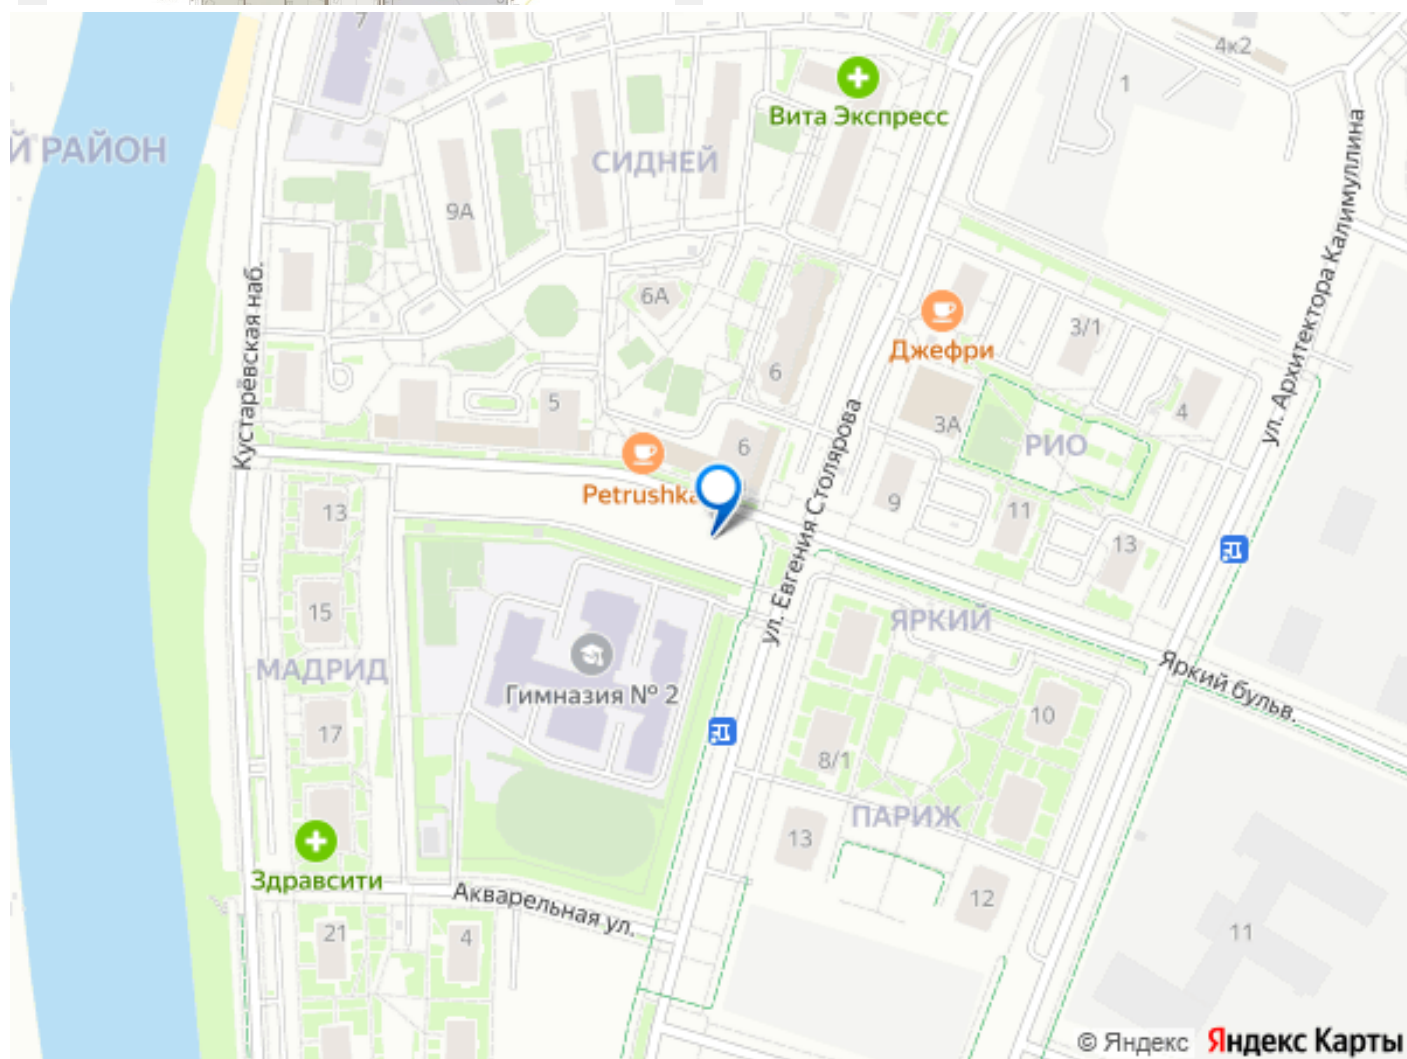 7
4к2
1
Вита Экспресс
Й РАЙОН
СИДНЕЙ
9А
6А
Кустарёвская наб.
ул. Архитектора Калимуллина
Джефри
3/1
6
5
4
3А
РИО
6
ул. Евгения Столярова
Petrushka
9
11
13
13
15
ЯРКИЙ
МАДРИД
Гимназия № 2
Яркий бульв.
17
10
8/1
ПАРИЖ
13
Здравсити
Акварельная ул.
12
21
4
11
© Яндекс
Яндекс Карты